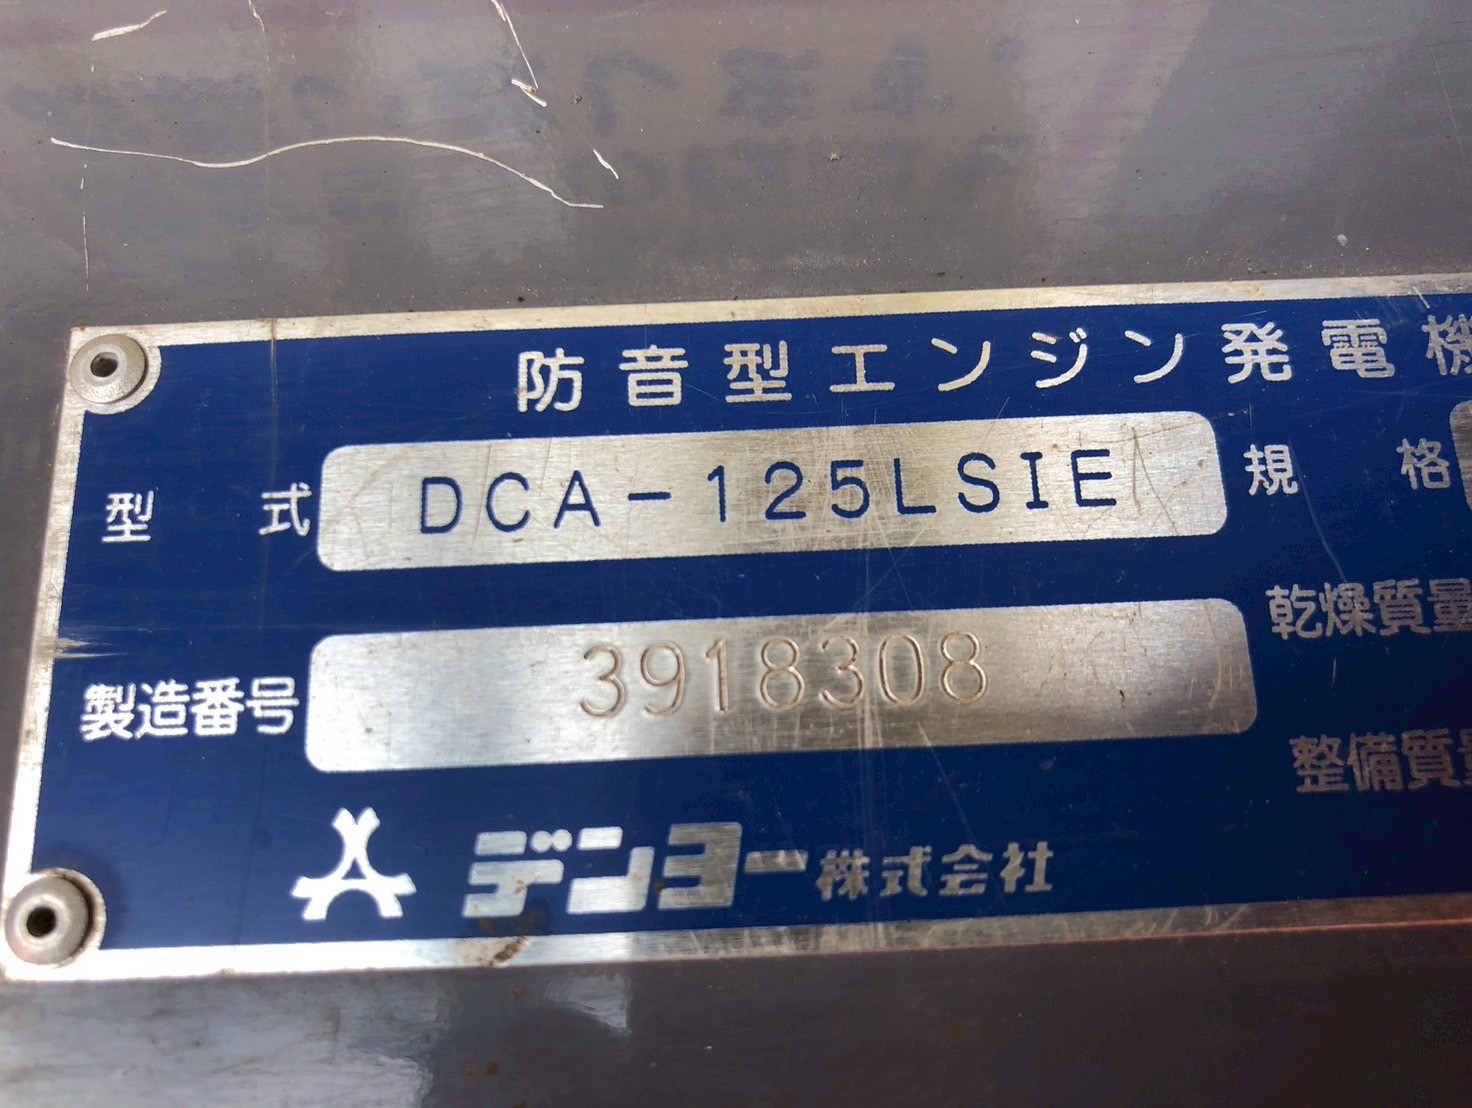 防音型エンジン発電機
型式 DCA-125LSIE 規格
乾燥質量
製造番号 3918308
整備質量
デンヨー株式会社